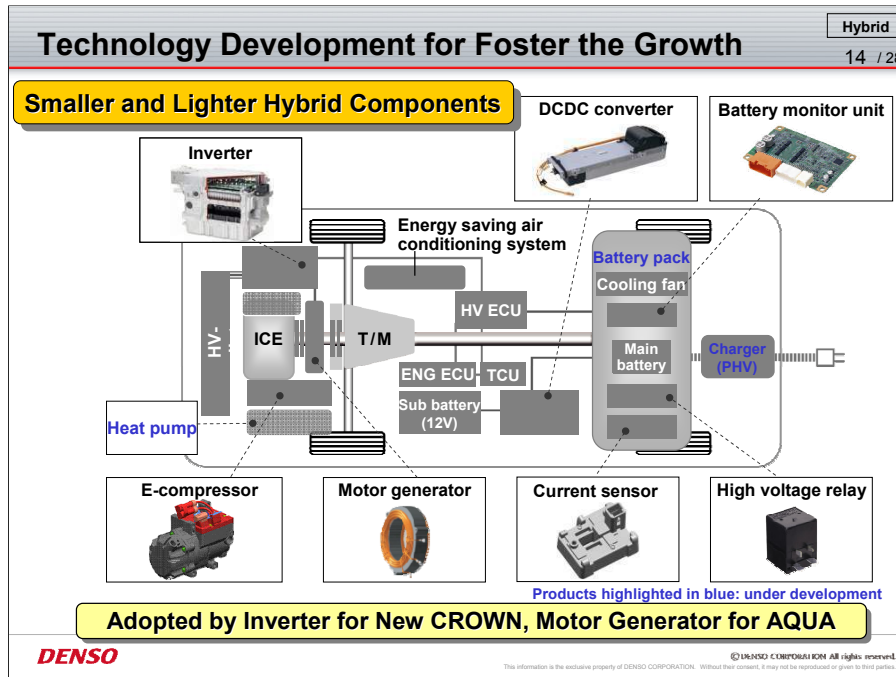 Technology Development for Foster the Growth
Hybrid
14 / 28
Smaller and Lighter Hybrid Components
DCDC converter
Battery monitor unit
Inverter
Energy saving air
conditioning system
Battery pack
Cooling fan
HV ECU
HV-
ICE
T/M
Main
battery
Charger
(PHV)
ENG ECU
TCU
Sub battery
(12V)
Heat pump
E-compressor
Motor generator
Current sensor
High voltage relay
Products highlighted in blue: under development
Adopted by Inverter for New CROWN, Motor Generator for AQUA
DENSO
© DENSO CORPORATION All rights reserved.
This information is the exclusive property of DENSO CORPORATION. Without their consent, it may not be reproduced or given to third parties.